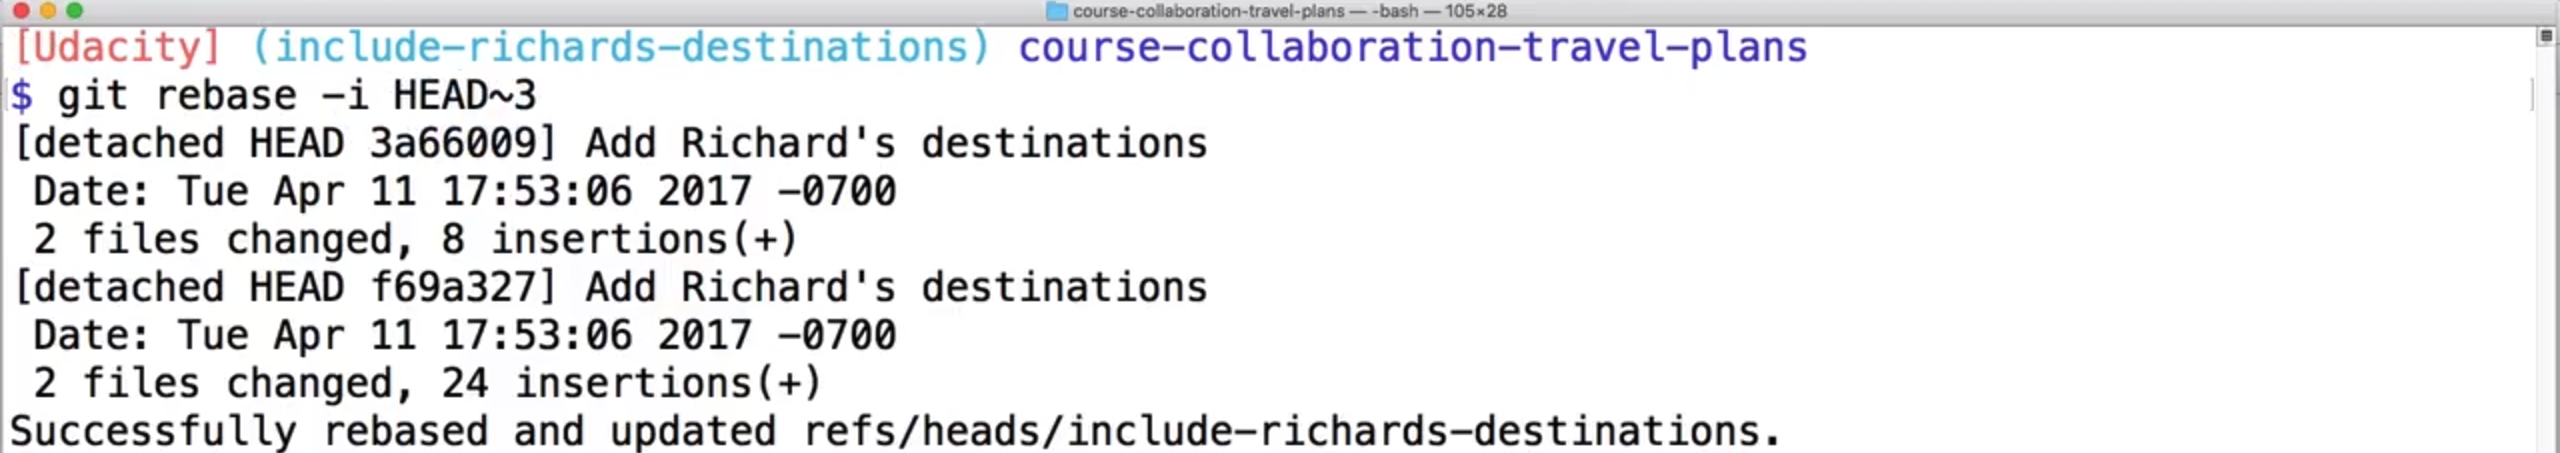 course-collaboration-travel-plans — -bash — 105×28
[Udacity] (include-richards-destinations) course-collaboration-travel-plans
$ git rebase -i HEAD~3
[detached HEAD 3a66009] Add Richard's destinations
Date: Tue Apr 11 17:53:06 2017 -0700
2 files changed, 8 insertions(+)
[detached HEAD f69a327] Add Richard's destinations
Date: Tue Apr 11 17:53:06 2017 -0700
2 files changed, 24 insertions(+)
Successfully rebased and updated refs/heads/include-richards-destinations.